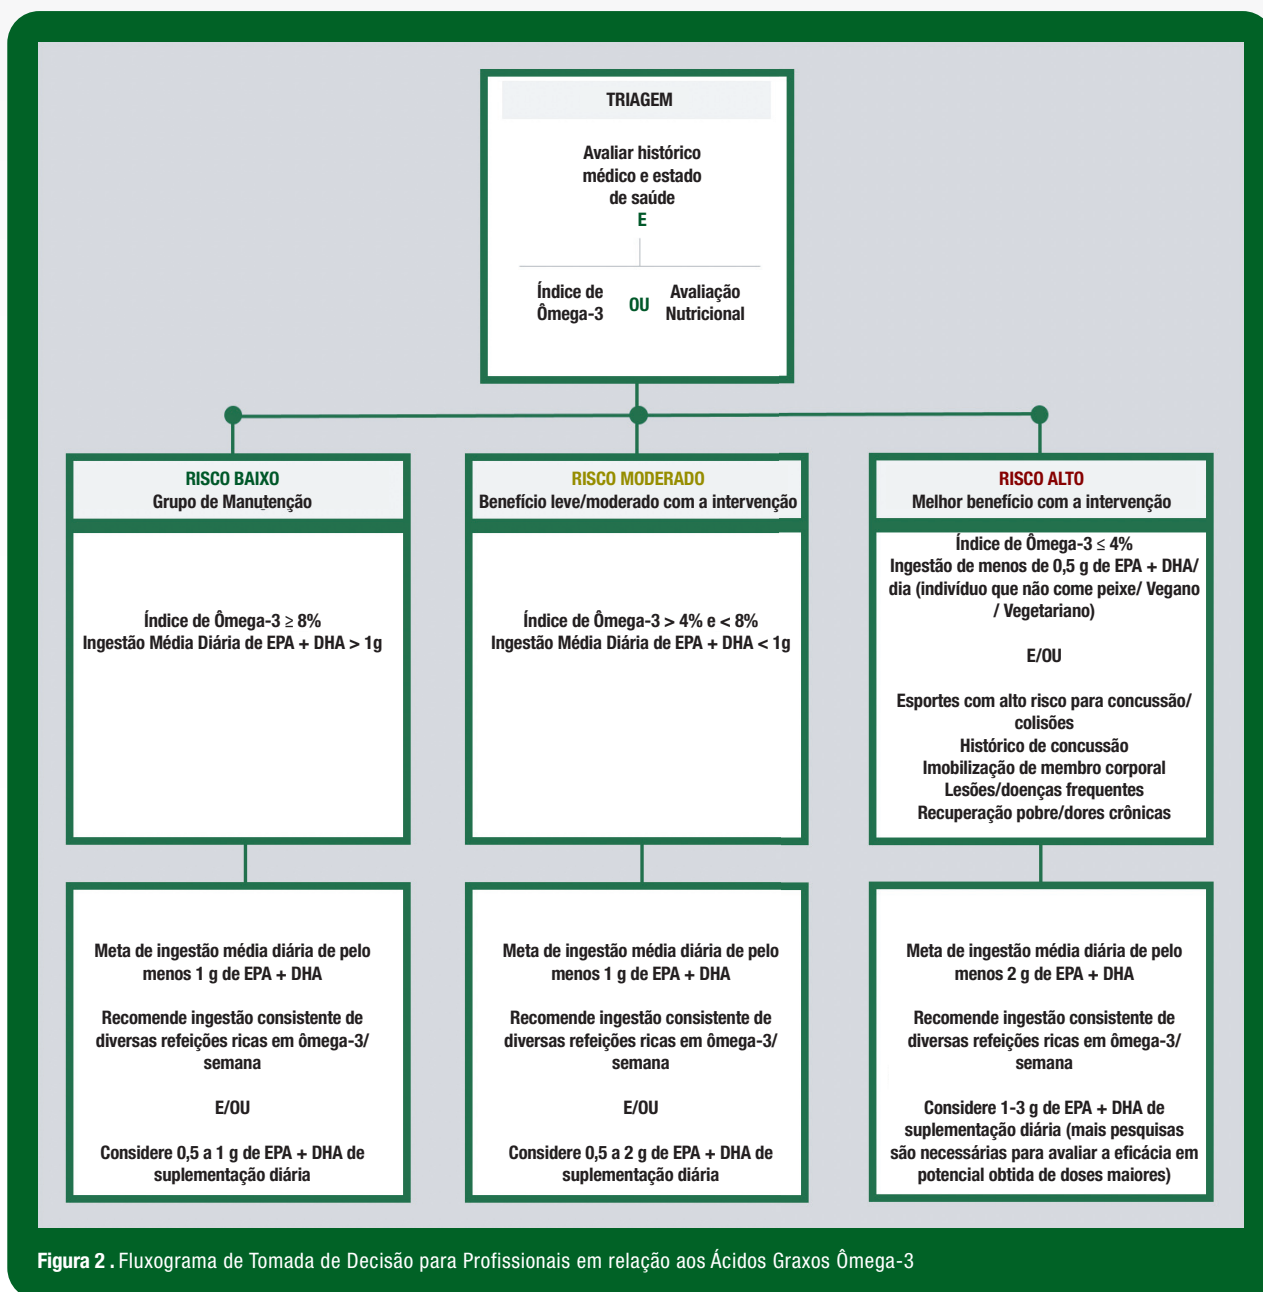 TRIAGEM
Avaliar histórico
médico e estado
de saúde
E
Índice de
Ômega-3
OU
Avaliação
Nutricional
RISCO BAIXO
Grupo de Manutenção
Índice de Ômega-3 ≥ 8%
Ingestão Média Diária de EPA + DHA > 1g
Meta de ingestão média diária de pelo
menos 1 g de EPA + DHA
Recomende ingestão consistente de
diversas refeições ricas em ômega-3/
semana
E/OU
Considere 0,5 a 1 g de EPA + DHA de
suplementação diária
RISCO MODERADO
Benefício leve/moderado com a intervenção
Índice de Ômega-3 > 4% e < 8%
Ingestão Média Diária de EPA + DHA < 1g
Meta de ingestão média diária de pelo
menos 1 g de EPA + DHA
Recomende ingestão consistente de
diversas refeições ricas em ômega-3/
semana
E/OU
Considere 0,5 a 2 g de EPA + DHA de
suplementação diária
RISCO ALTO
Melhor benefício com a intervenção
Índice de Ômega-3 ≤ 4%
Ingestão de menos de 0,5 g de EPA + DHA/
dia (indivíduo que não come peixe/ Vegano
/ Vegetariano)
E/OU
Esportes com alto risco para concussão/
colisões
Histórico de concussão
Imobilização de membro corporal
Lesões/doenças frequentes
Recuperação pobre/dores crônicas
Meta de ingestão média diária de pelo
menos 2 g de EPA + DHA
Recomende ingestão consistente de
diversas refeições ricas em ômega-3/
semana
Considere 1-3 g de EPA + DHA de
suplementação diária (mais pesquisas
são necessárias para avaliar a eficácia em
potencial obtida de doses maiores)
Figura 2 . Fluxograma de Tomada de Decisão para Profissionais em relação aos Ácidos Graxos Ômega-3